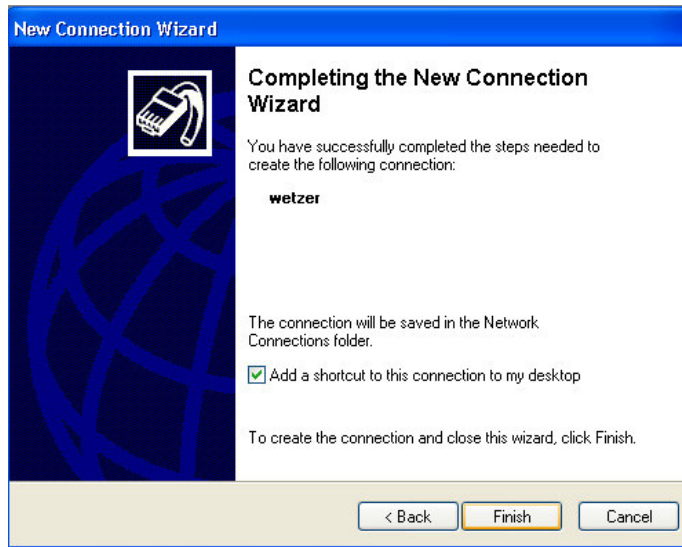 New Connection Wizard
Completing the New Connection
Wizard
You have successfully completed the steps needed to
create the following connection:
wetzer
The connection will be saved in the Network
Connections folder.
Add a shortcut to this connection to my desktop
To create the connection and close this wizard, click Finish.
< Back Finish Cancel